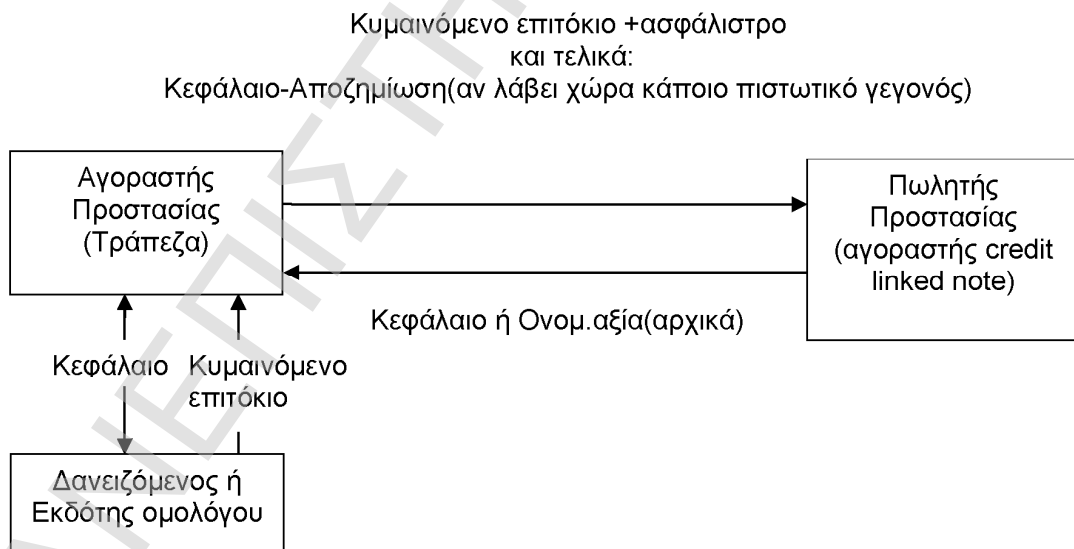 Κυμαινόμενο επιτόκιο +ασφάλιστρο
και τελικά:
Κεφάλαιο-Αποζημίωση(αν λάβει χώρα κάποιο πιστωτικό γεγονός)
Αγοραστής
Προστασίας
(Τράπεζα)
Πωλητής
Προστασίας
(αγοραστής credit
linked note)
Κεφάλαιο ή Ονομ.αξία(αρχικά)
Κεφάλαιο
Κυμαινόμενο
επιτόκιο
Δανειζόμενος ή
Εκδότης ομολόγου